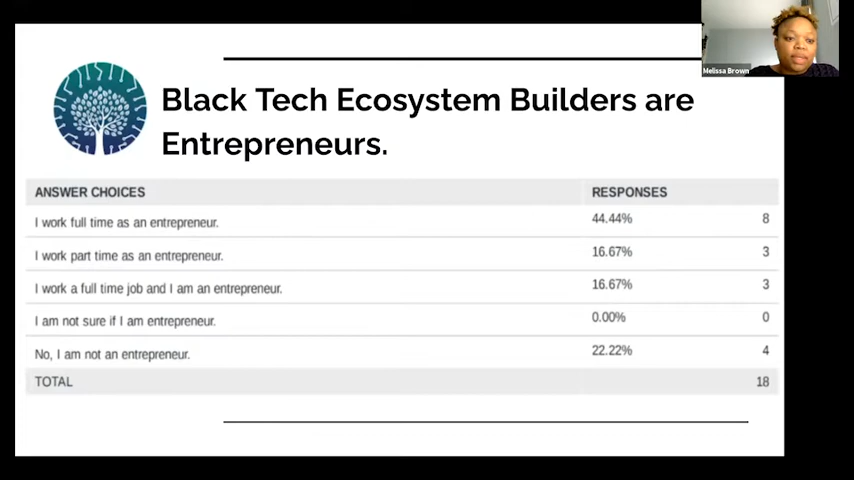 Melissa Brown
Black Tech Ecosystem Builders are
Entrepreneurs.
ANSWER CHOICES RESPONSES
I work full time as an entrepreneur. 44.44% 8
I work part time as an entrepreneur. 16.67% 3
I work a full time job and I am an entrepreneur. 16.67% 3
I am not sure if I am entrepreneur. 0.00% 0
No, I am not an entrepreneur. 22.22% 4
TOTAL 18